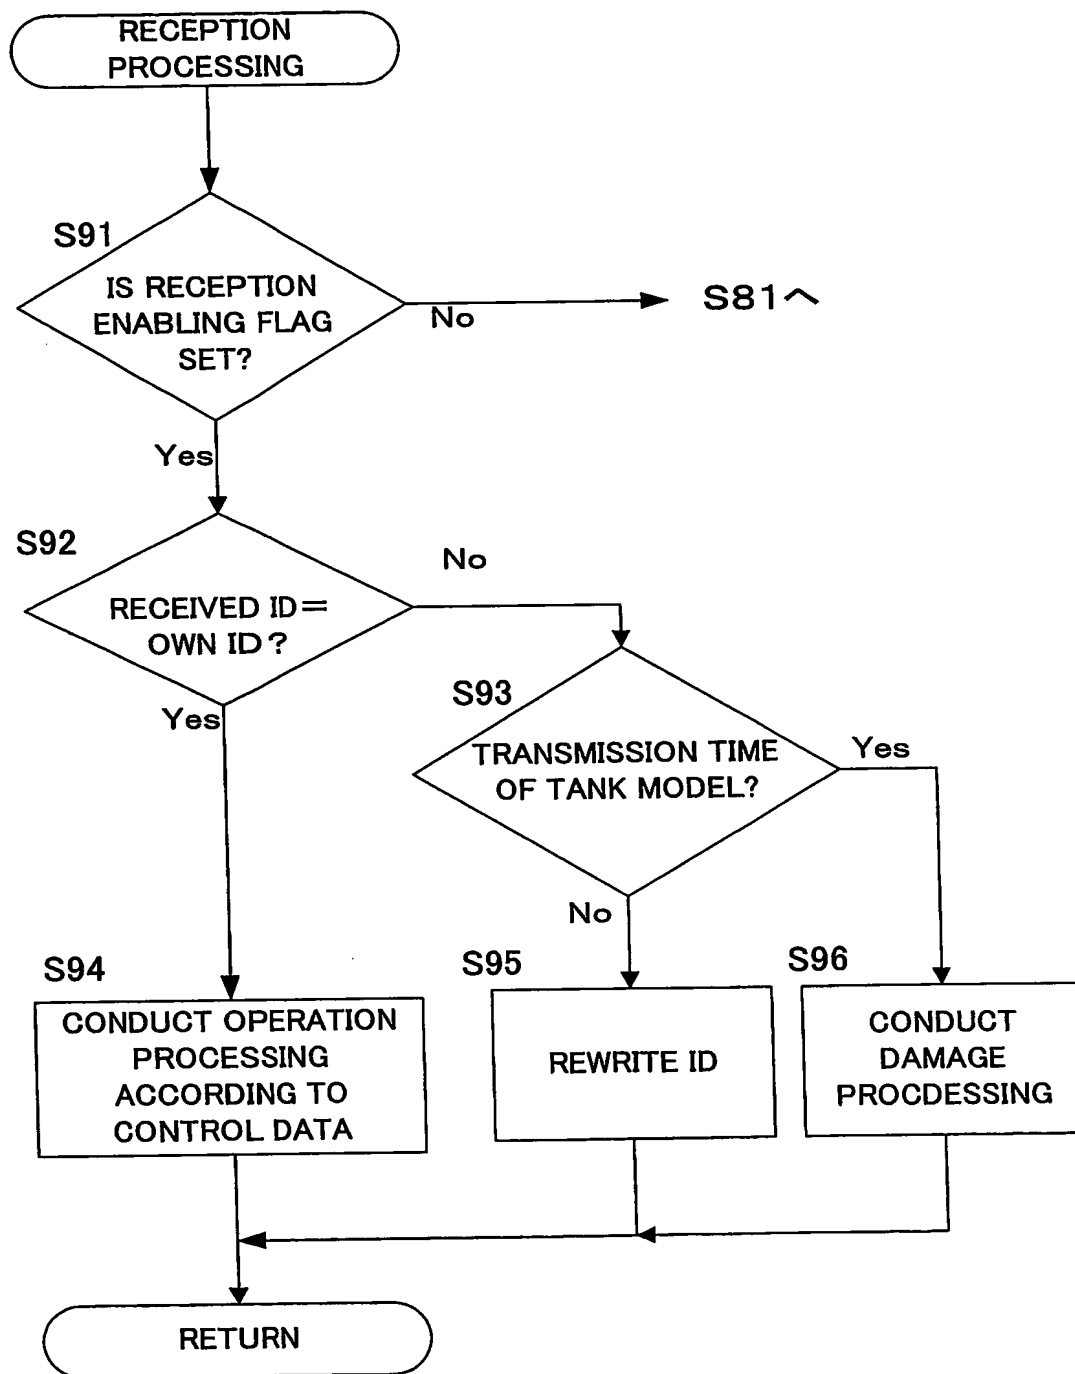 RECEPTION
PROCESSING
S91
IS RECEPTION
ENABLING FLAG
SET?
No
S81へ
Yes
S92
RECEIVED ID=
OWN ID?
No
Yes
S93
TRANSMISSION TIME
OF TANK MODEL?
Yes
No
S94
CONDUCT OPERATION
PROCESSING
ACCORDING TO
CONTROL DATA
S95
REWRITE ID
S96
CONDUCT
DAMAGE
PROCDESSING
RETURN